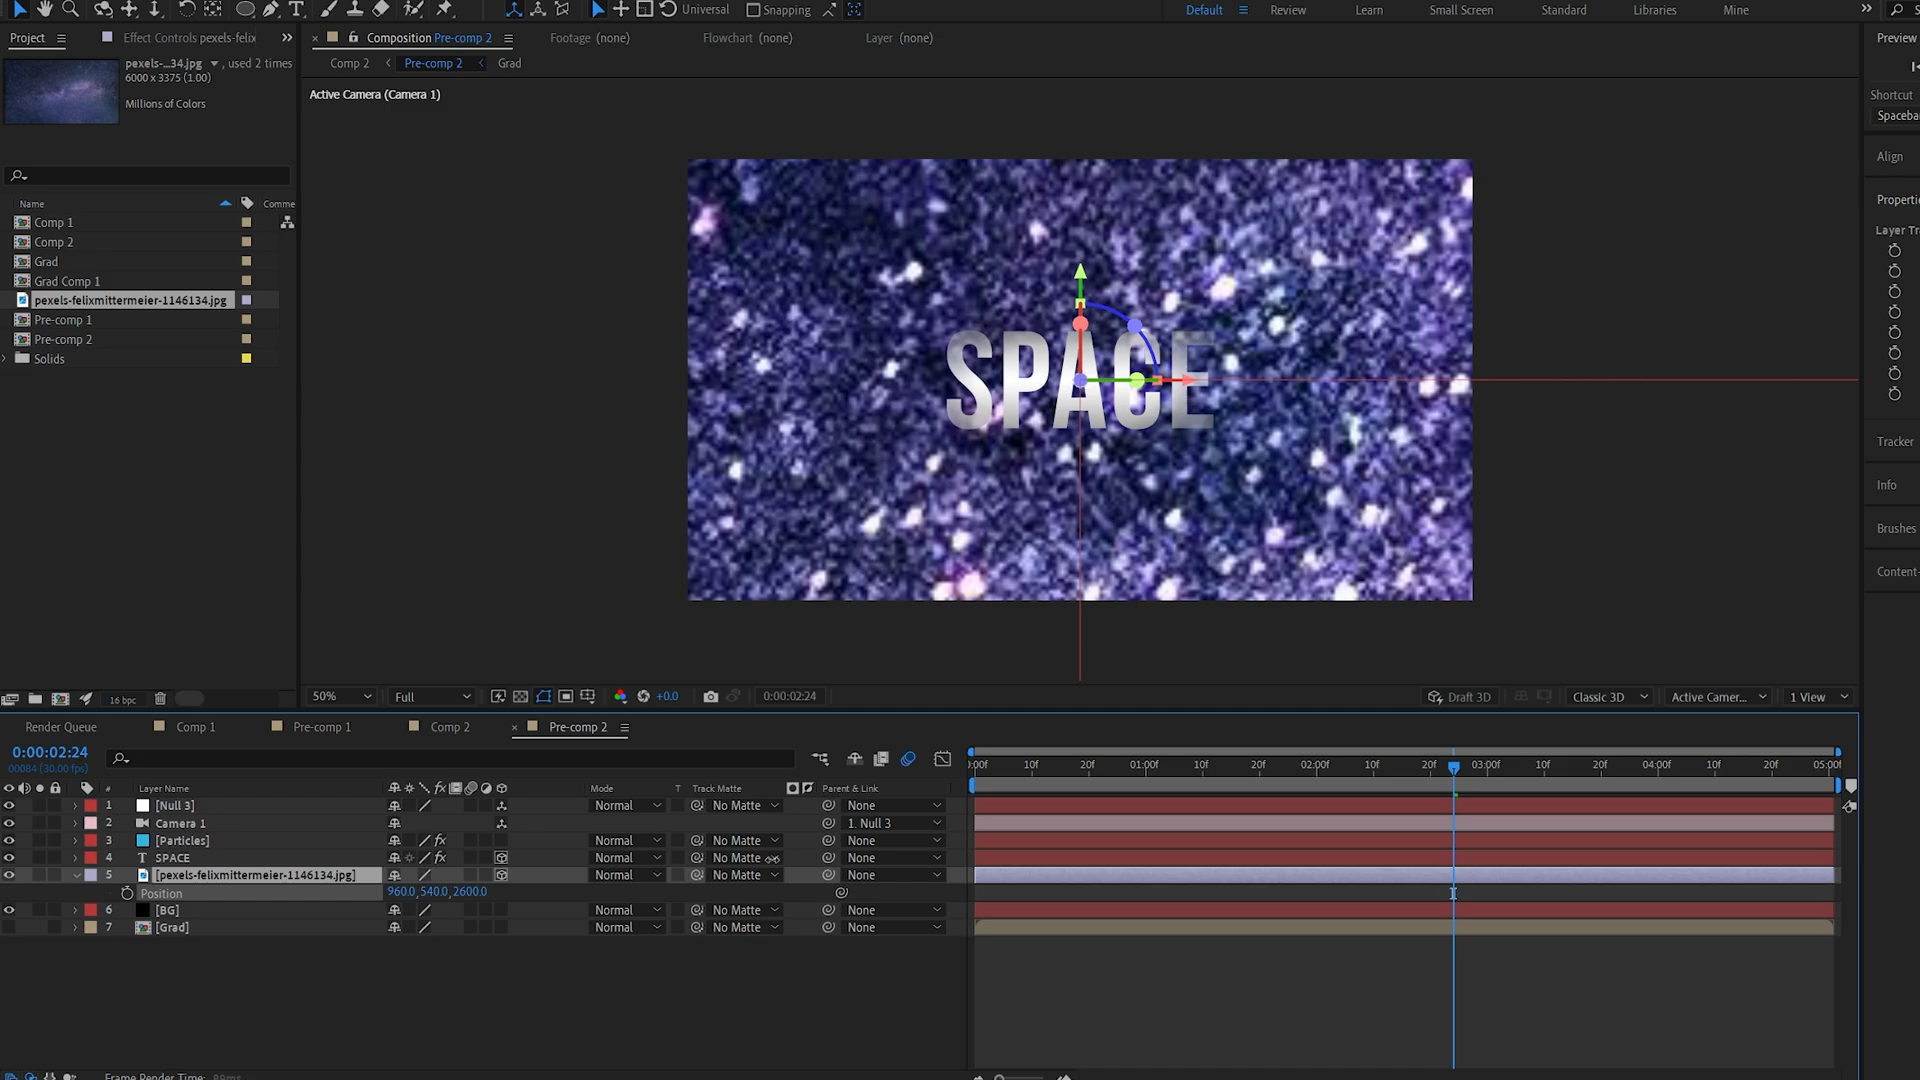 Universal
Snapping
Default
Review
Learn
Small Screen
Standard
Libraries
Mine
Project
Effect Controls pexels-felix
Composition Pre-comp 2
Footage (none)
Flowchart (none)
Layer (none)
Preview
pexels-...34.jpg
, used 2 times
6000 x 3375 (1.00)
Millions of Colors
Comp 2
Pre-comp 2
Grad
Active Camera (Camera 1)
Shortcut
Spaceba
Align
Properti
Layer Tr
Tracker
Info
Brushes
Content-
Name
Comme
Comp 1
Comp 2
Grad
Grad Comp 1
pexels-felixmittermeier-1146134.jpg
Pre-comp 1
Pre-comp 2
Solids
SPACE
16 bpc
50%
Full
+0.0
0:00:02:24
Draft 3D
Classic 3D
Active Camer...
1 View
Render Queue
Comp 1
Pre-comp 1
Comp 2
Pre-comp 2
0:00:02:24
00084 (30.00 fps)
# Layer Name
Mode
T Track Matte
Parent & Link
):00f 10f 20f 01:00f 10f 20f 02:00f 10f 20f 03:00f 10f 20f 04:00f 10f 20f 05:00f
1 [Null 3] Normal No Matte None
2 Camera 1 1. Null 3
3 [Particles] fx Normal No Matte None
4 T SPACE fx Normal No Matte None
5 [pexels-felixmittermeier-1146134.jpg] Normal No Matte None
Position 960.0,540.0,2600.0
6 [BG] Normal No Matte None
7 [Grad] Normal No Matte None
Frame Render Time: